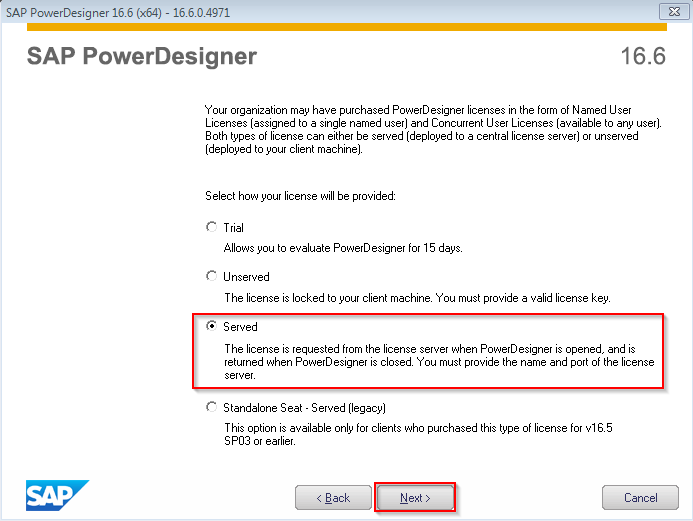 SAP PowerDesigner 16.6 (x64) - 16.6.0.4971
SAP PowerDesigner
16.6
Your organization may have purchased PowerDesigner licenses in the form of Named User
Licenses (assigned to a single named user) and Concurrent User Licenses (available to any user).
Both types of license can either be served (deployed to a central license server) or unserved
(deployed to your client machine).
Select how your license will be provided:
Trial
Allows you to evaluate PowerDesigner for 15 days.
Unserved
The license is locked to your client machine. You must provide a valid license key.
Served
The license is requested from the license server when PowerDesigner is opened, and is
returned when PowerDesigner is closed. You must provide the name and port of the license
server.
Standalone Seat - Served (legacy)
This option is available only for clients who purchased this type of license for v16.5
SP03 or earlier.
SAP
< Back
Next >
Cancel